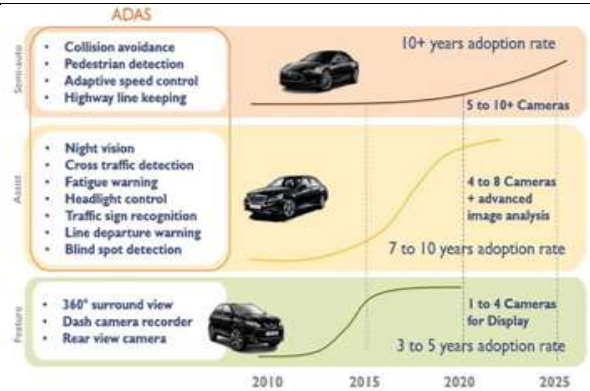 ADAS
Semi-auto
• Collision avoidance
• Pedestrian detection
• Adaptive speed control
• Highway line keeping
10+ years adoption rate
5 to 10+ Cameras
Assist
• Night vision
• Cross traffic detection
• Fatigue warning
• Headlight control
• Traffic sign recognition
• Line departure warning
• Blind spot detection
4 to 8 Cameras
+ advanced
image analysis
7 to 10 years adoption rate
Feature
• 360° surround view
• Dash camera recorder
• Rear view camera
1 to 4 Cameras
for Display
3 to 5 years adoption rate
2010 2015 2020 2025